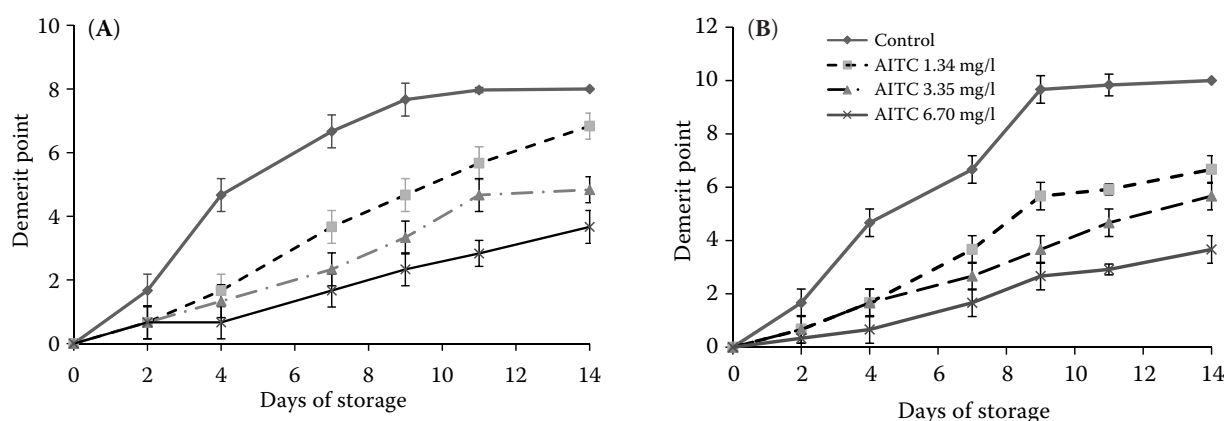 (A)
10
8
6
4
2
0
0 2 4 6 8 10 12 14
Demerit point
Days of storage
(B)
12
10
8
6
4
2
0
0 2 4 6 8 10 12 14
Demerit point
Days of storage
Control
AITC 1.34 mg/l
AITC 3.35 mg/l
AITC 6.70 mg/l